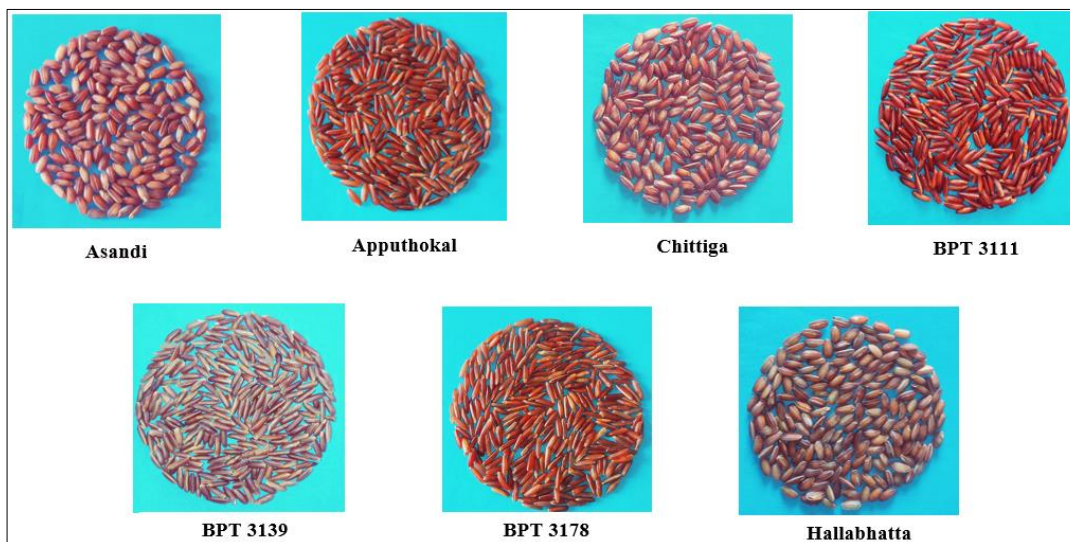 Asandi
Apputhokal
Chittiga
BPT 3111
BPT 3139
BPT 3178
Hallabhatta